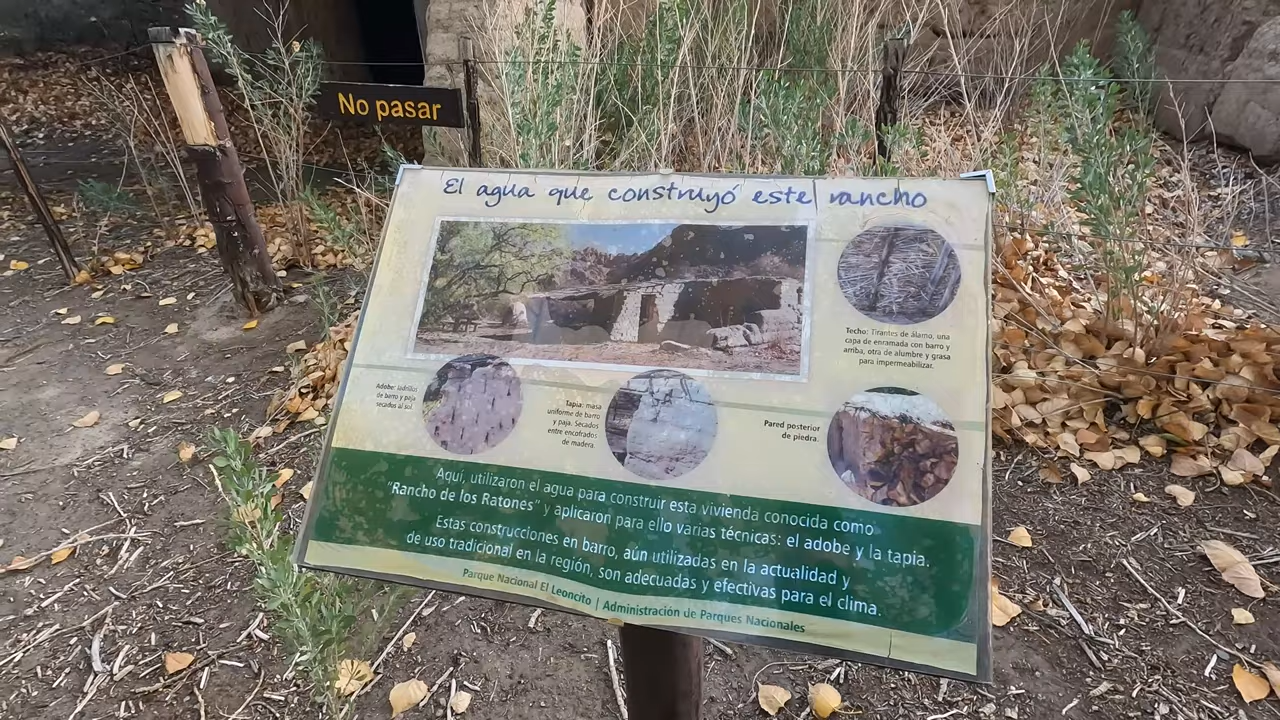 No pasar
El agua que construyó este rancho
Techo: Tirantes de álamo, una
capa de enramada con barro y
arriba, otra de alumbre y grasa
para impermeabilizar.
Adobe: ladrillos
de barro y paja
secados al sol.
Tapia: masa
uniforme de barro
y paja. Secados
entre encofrados
de madera.
Pared posterior
de piedra.
Aquí, utilizaron el agua para construir esta vivienda conocida como
"Rancho de los Ratones" y aplicaron para ello varias técnicas: el adobe y la tapia.
Estas construcciones en barro, aún utilizadas en la actualidad y
de uso tradicional en la región, son adecuadas y efectivas para el clima.
Parque Nacional El Leoncito | Administración de Parques Nacionales